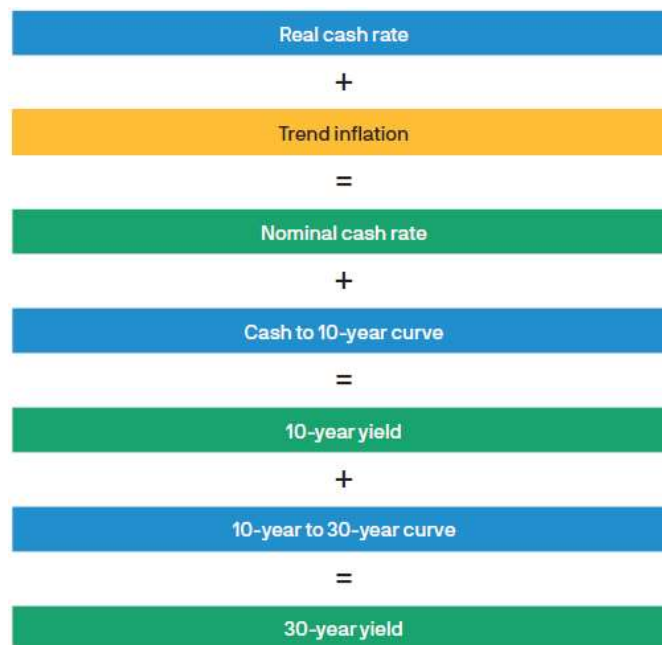 Real cash rate
+
Trend inflation
=
Nominal cash rate
+
Cash to 10-year curve
=
10-year yield
+
10-year to 30-year curve
=
30-year yield